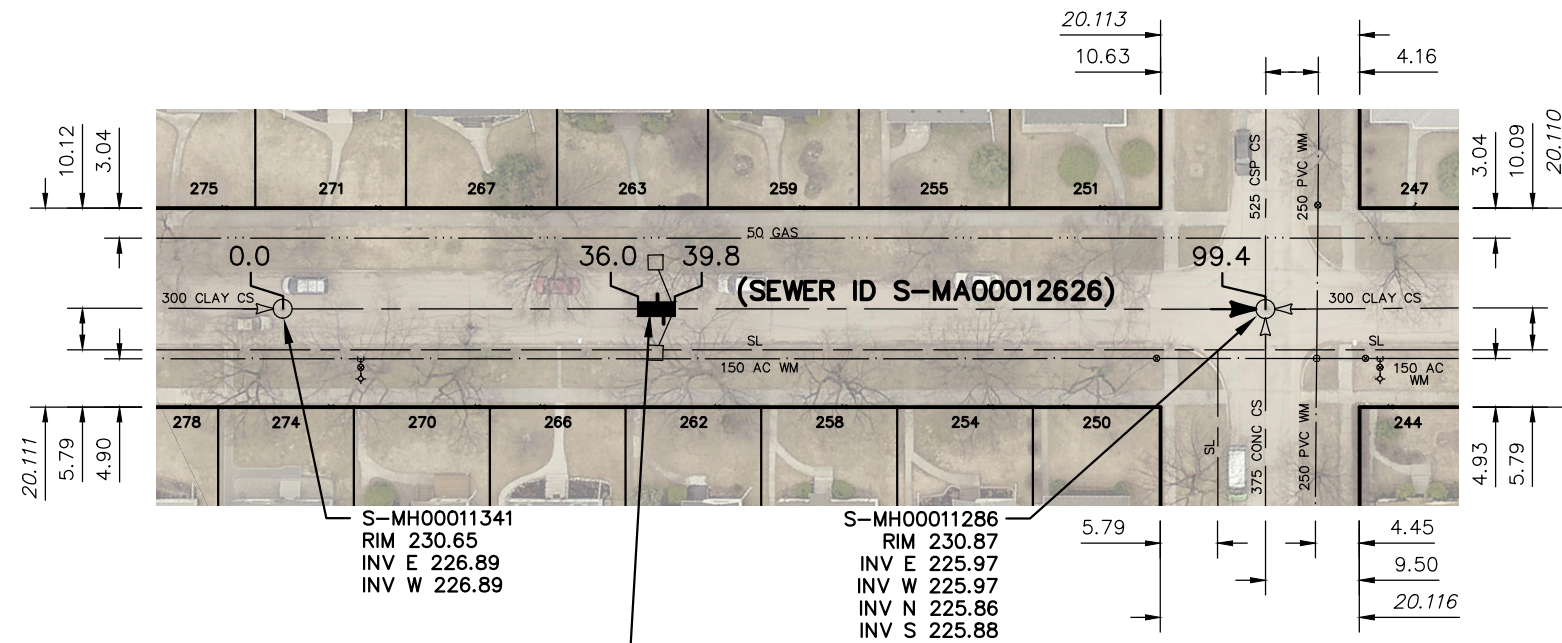 20.113
10.63
4.16
10.12
3.04
3.04
10.09
20.110
525 CSP CS
250 PVC WM
275
271
267
263
259
255
251
247
50 GAS
0.0
36.0
39.8
99.4
300 CLAY CS
(SEWER ID S-MA00012626)
300 CLAY CS
SL
SL
150 AC WM
150 AC
WM
278
274
270
266
262
258
254
250
244
SL
375 CONC CS
250 PVC WM
20.111
5.79
4.90
4.93
5.79
S-MH00011341
RIM 230.65
INV E 226.89
INV W 226.89
S-MH00011286
RIM 230.87
INV E 225.97
INV W 225.97
INV N 225.86
INV S 225.88
5.79
4.45
9.50
20.116